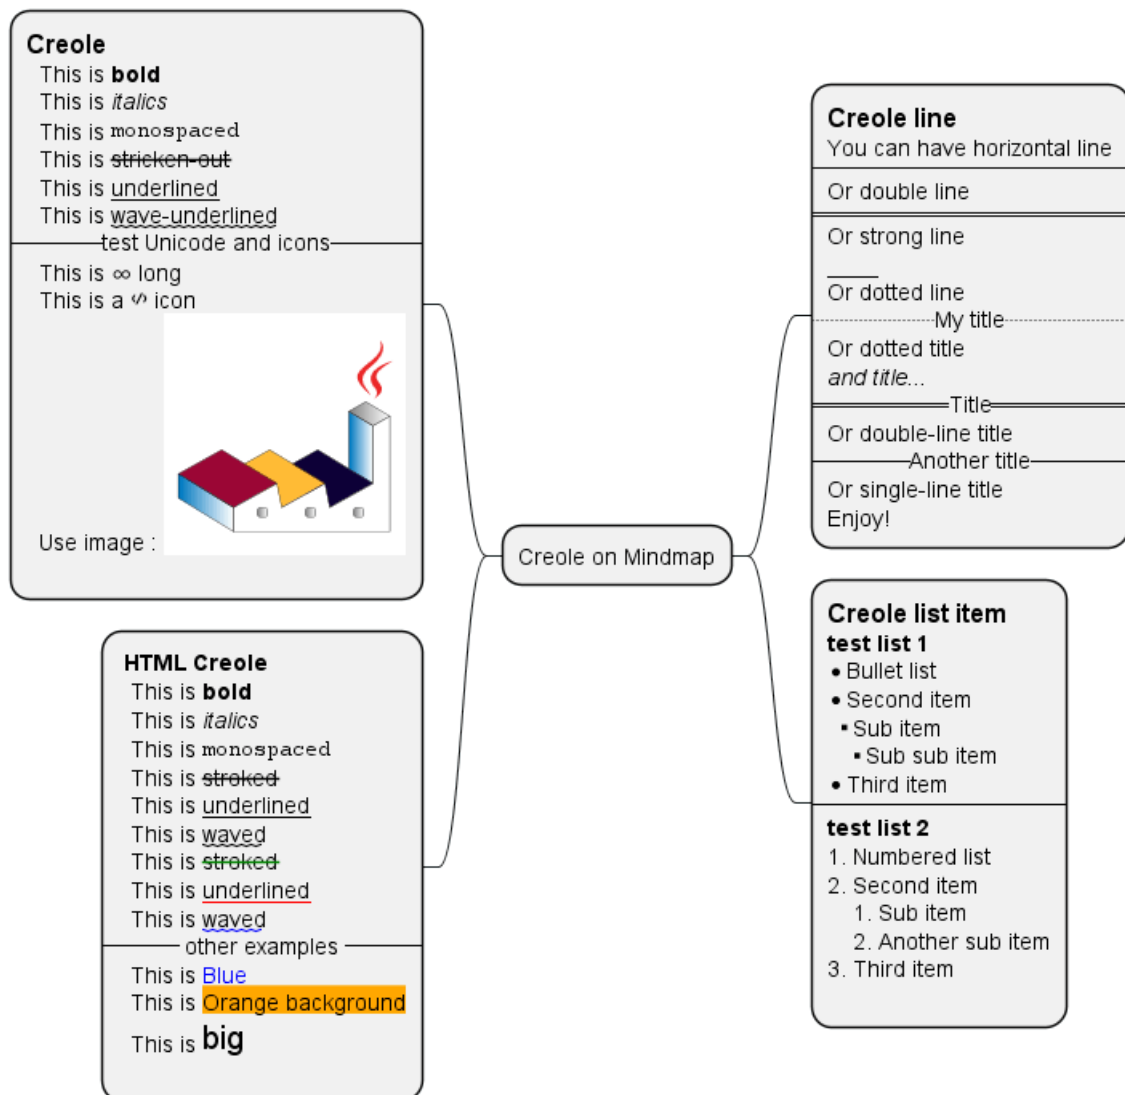 Creole
This is bold
This is italics
This is monospaced
This is stricken-out
This is underlined
This is wave-underlined
test Unicode and icons
This is ∞ long
This is a icon
Use image :
HTML Creole
This is bold
This is italics
This is monospaced
This is stroked
This is underlined
This is waved
This is stroked
This is underlined
This is waved
other examples
This is Blue
This is Orange background
This is big
Creole on Mindmap
Creole line
You can have horizontal line
Or double line
Or strong line
____
Or dotted line
My title
Or dotted title
and title...
Title
Or double-line title
Another title
Or single-line title
Enjoy!
Creole list item
test list 1
• Bullet list
• Second item
▪ Sub item
▪ Sub sub item
• Third item
test list 2
1. Numbered list
2. Second item
1. Sub item
2. Another sub item
3. Third item